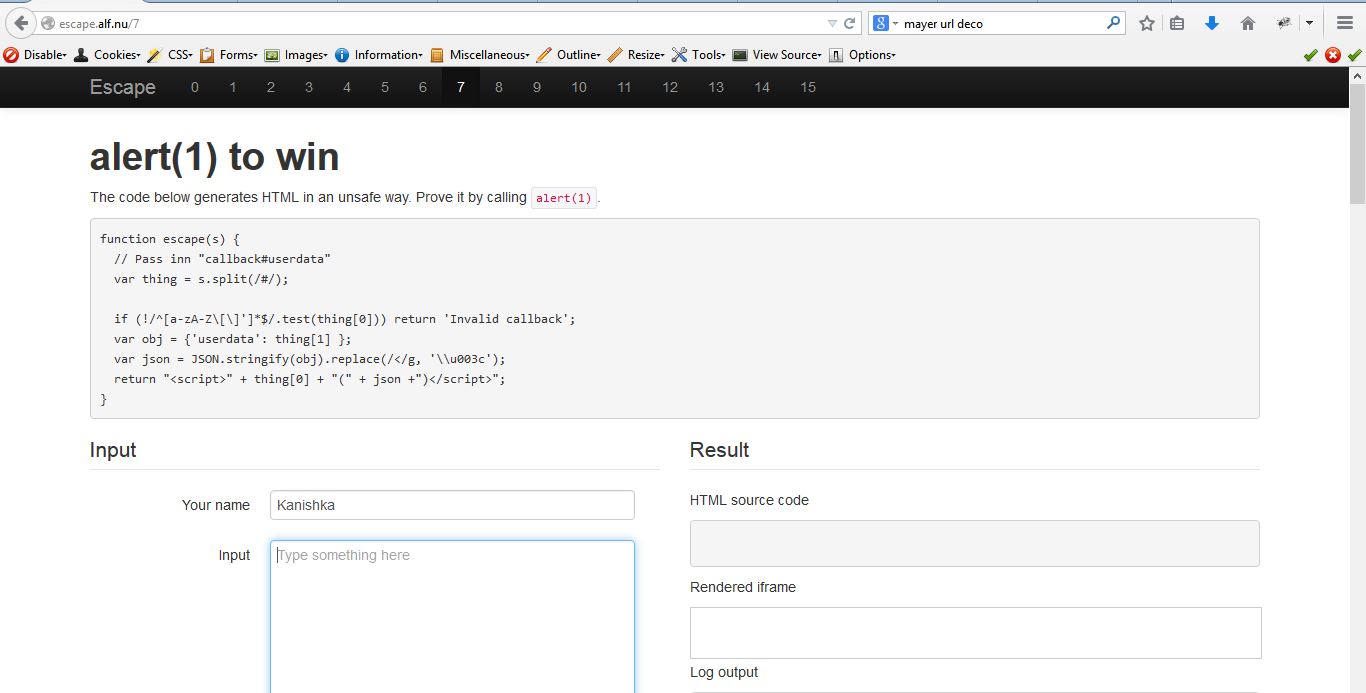 escape.alf.nu/7
8 mayer url deco
Disable Cookies CSS Forms Images Information Miscellaneous Outline Resize Tools View Source Options
Escape 0 1 2 3 4 5 6 7 8 9 10 11 12 13 14 15
alert(1) to win
The code below generates HTML in an unsafe way. Prove it by calling alert(1).
function escape(s) {
// Pass inn "callback#userdata"
var thing = s.split(/#/);
if (!/^[a-zA-Z\[\]']*$/.test(thing[0])) return 'Invalid callback';
var obj = {'userdata': thing[1] };
var json = JSON.stringify(obj).replace(/</g, '\\u003c');
return "<script>" + thing[0] + "(" + json +")</script>";
}
Input
Result
Your name Kanishka
HTML source code
Input Type something here
Rendered iframe
Log output